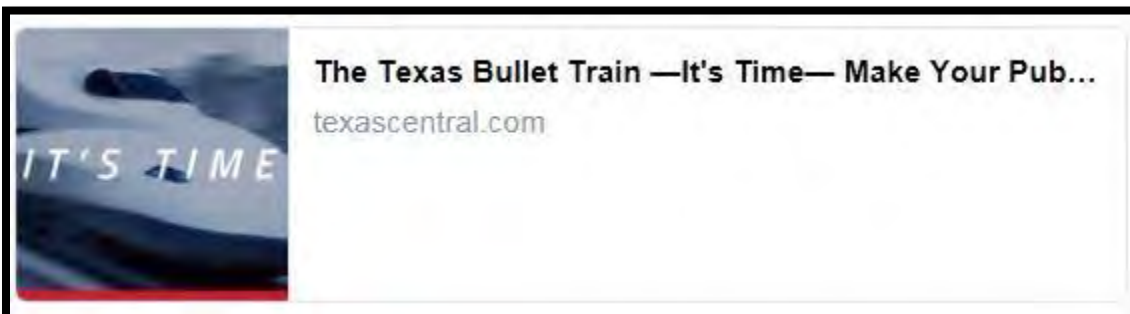 IT'S TIME
The Texas Bullet Train —It's Time— Make Your Pub...
texascentral.com